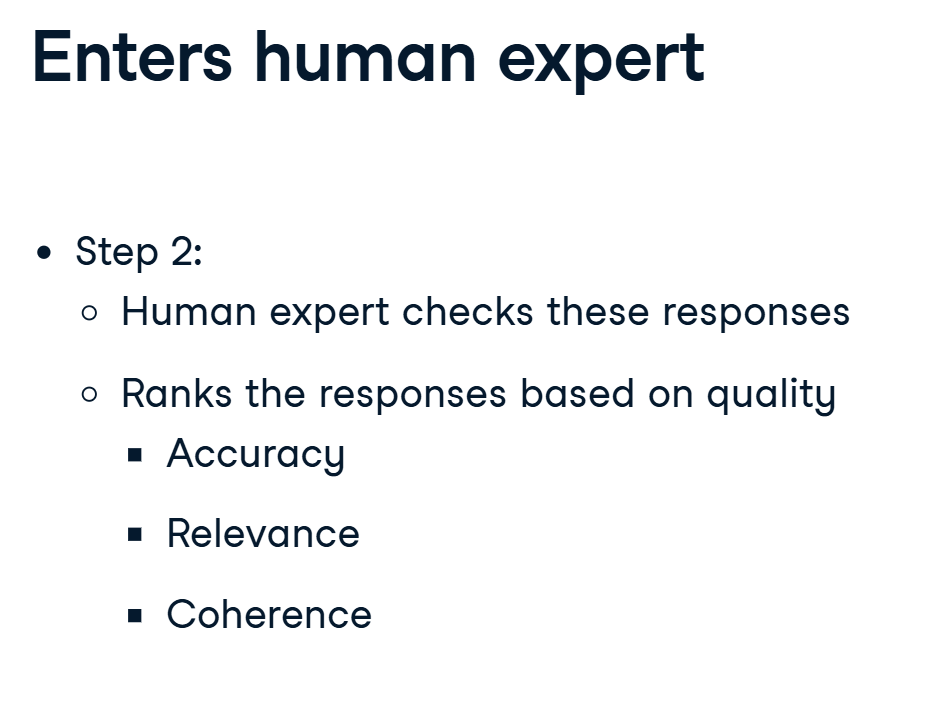 Enters human expert
Step 2:
Human expert checks these responses
Ranks the responses based on quality
Accuracy
Relevance
Coherence